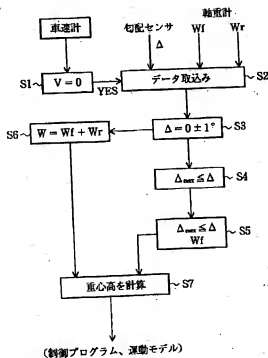 車速計
勾配センサ
Δ
軸重計
Wf Wr
S1
V = 0
YES
データ取込み
S2
S6
W = Wf + Wr
Δ = 0 ± 1°
S3
Δmax ≤ Δ
S4
Δmax ≤ Δ
Wf
S5
重心高を計算
S7
(制御プログラム、運動モデル)